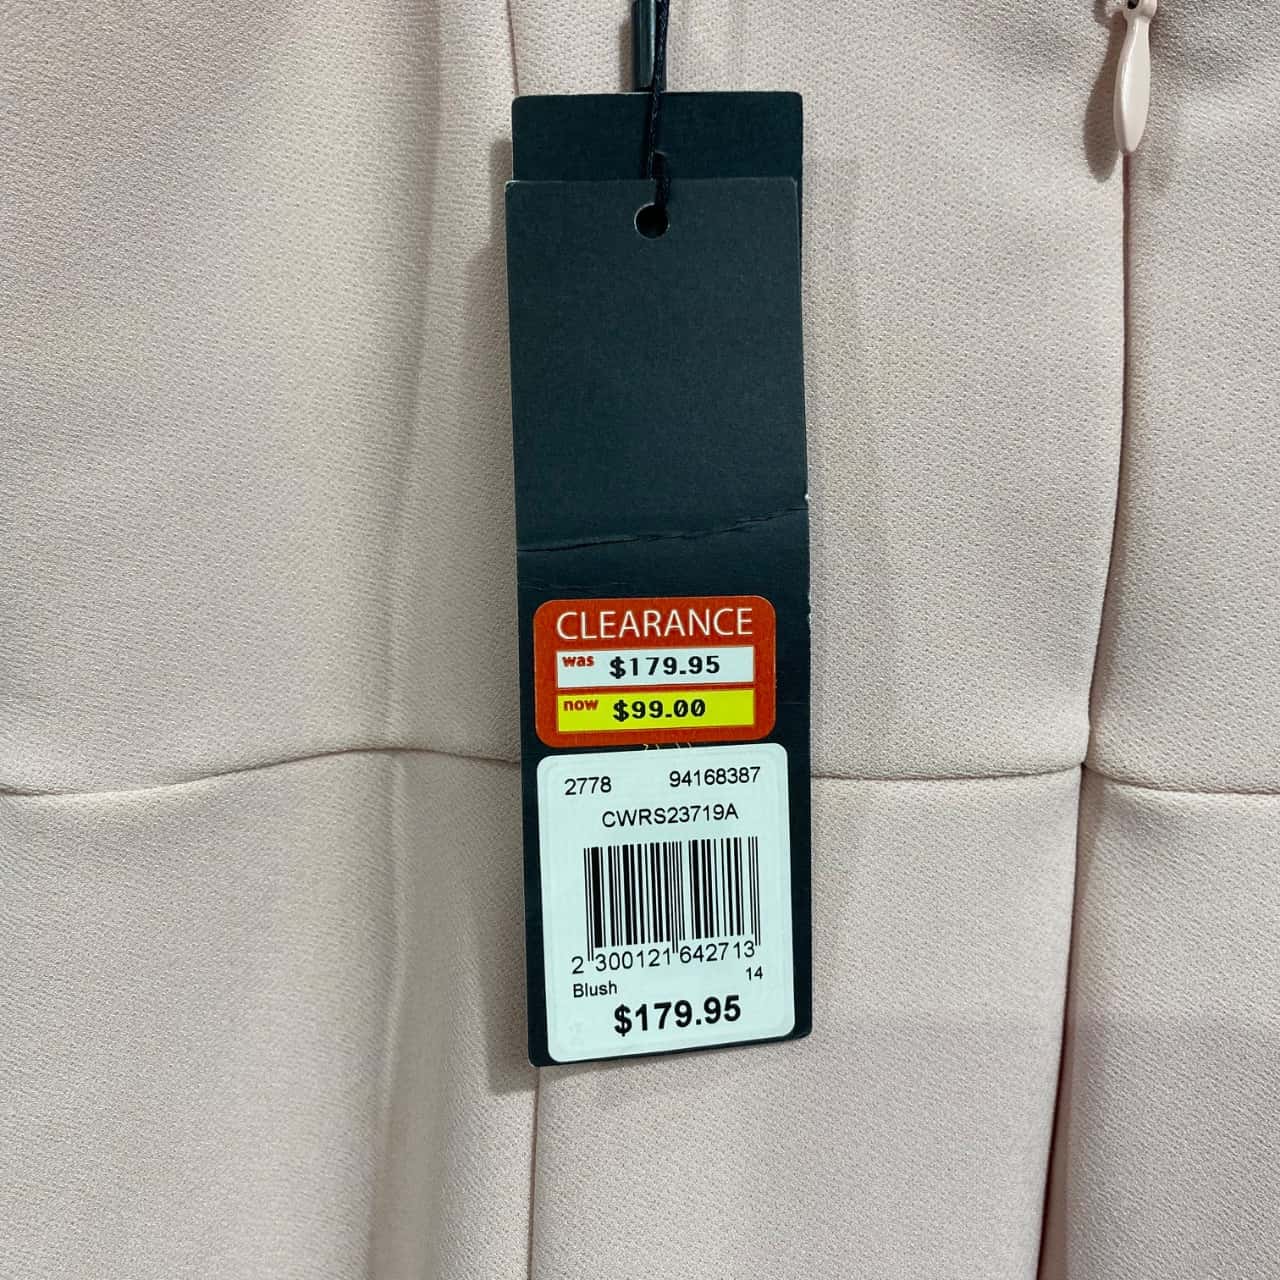 CLEARANCE
was $179.95
now $99.00
2778 94168387
CWRS23719A
2 300121 642713
Blush 14
$179.95